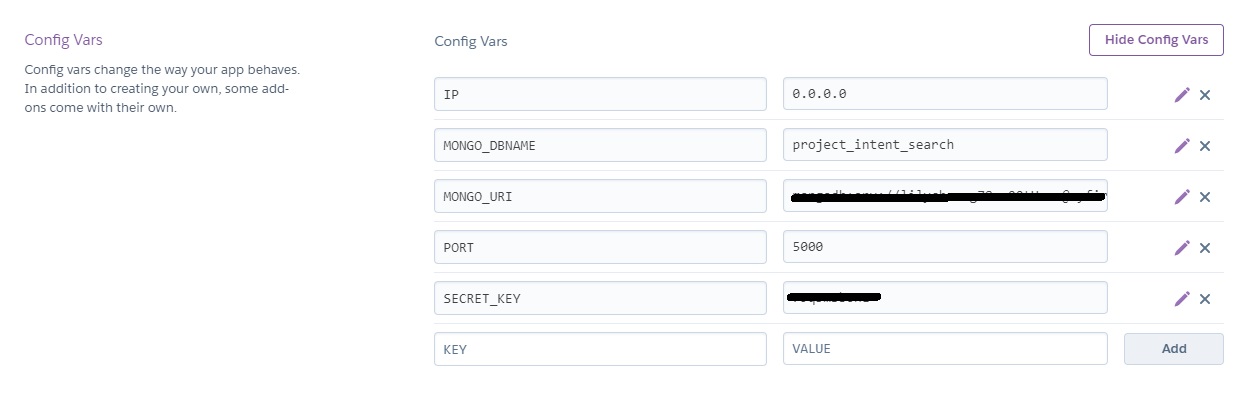 Config Vars
Config vars change the way your app behaves.
In addition to creating your own, some add-
ons come with their own.
Config Vars
Hide Config Vars
IP 0.0.0.0
MONGO_DBNAME project_intent_search
MONGO_URI
PORT 5000
SECRET_KEY
KEY VALUE Add